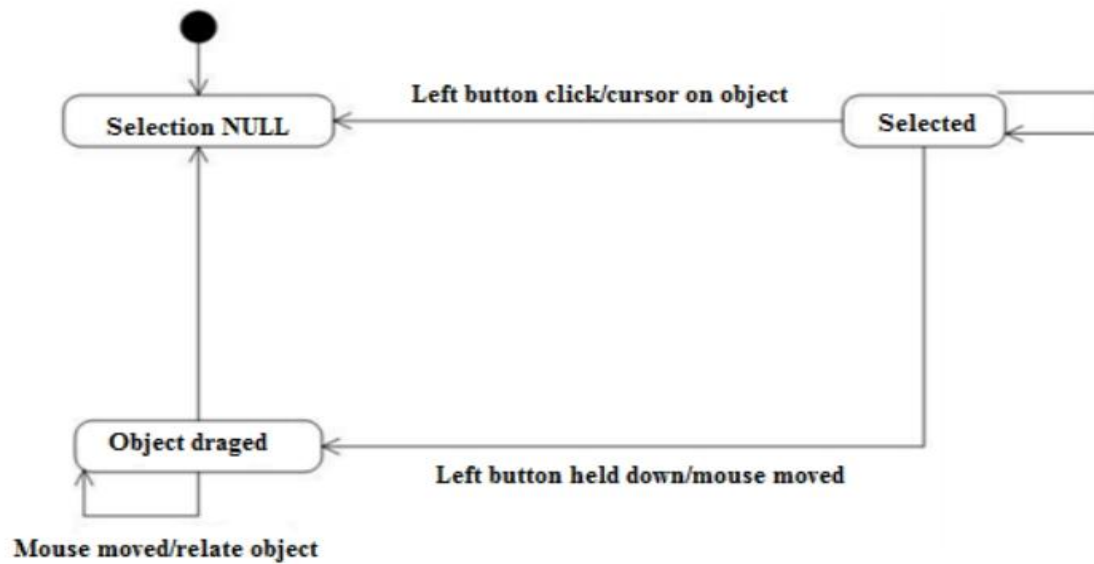 Left button click/cursor on object
Selection NULL
Selected
Object draged
Left button held down/mouse moved
Mouse moved/relate object